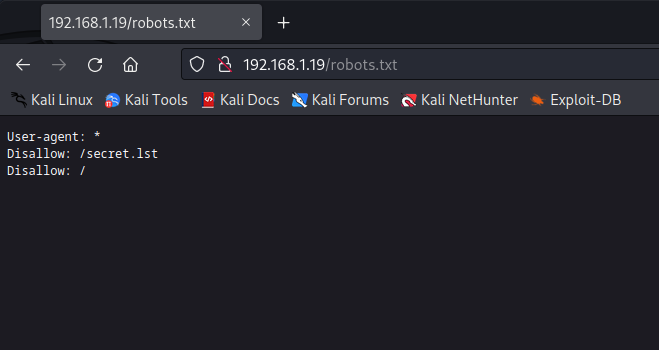 192.168.1.19/robots.txt
192.168.1.19/robots.txt
Kali Linux Kali Tools Kali Docs Kali Forums Kali NetHunter Exploit-DB
User-agent: *
Disallow: /secret.lst
Disallow: /